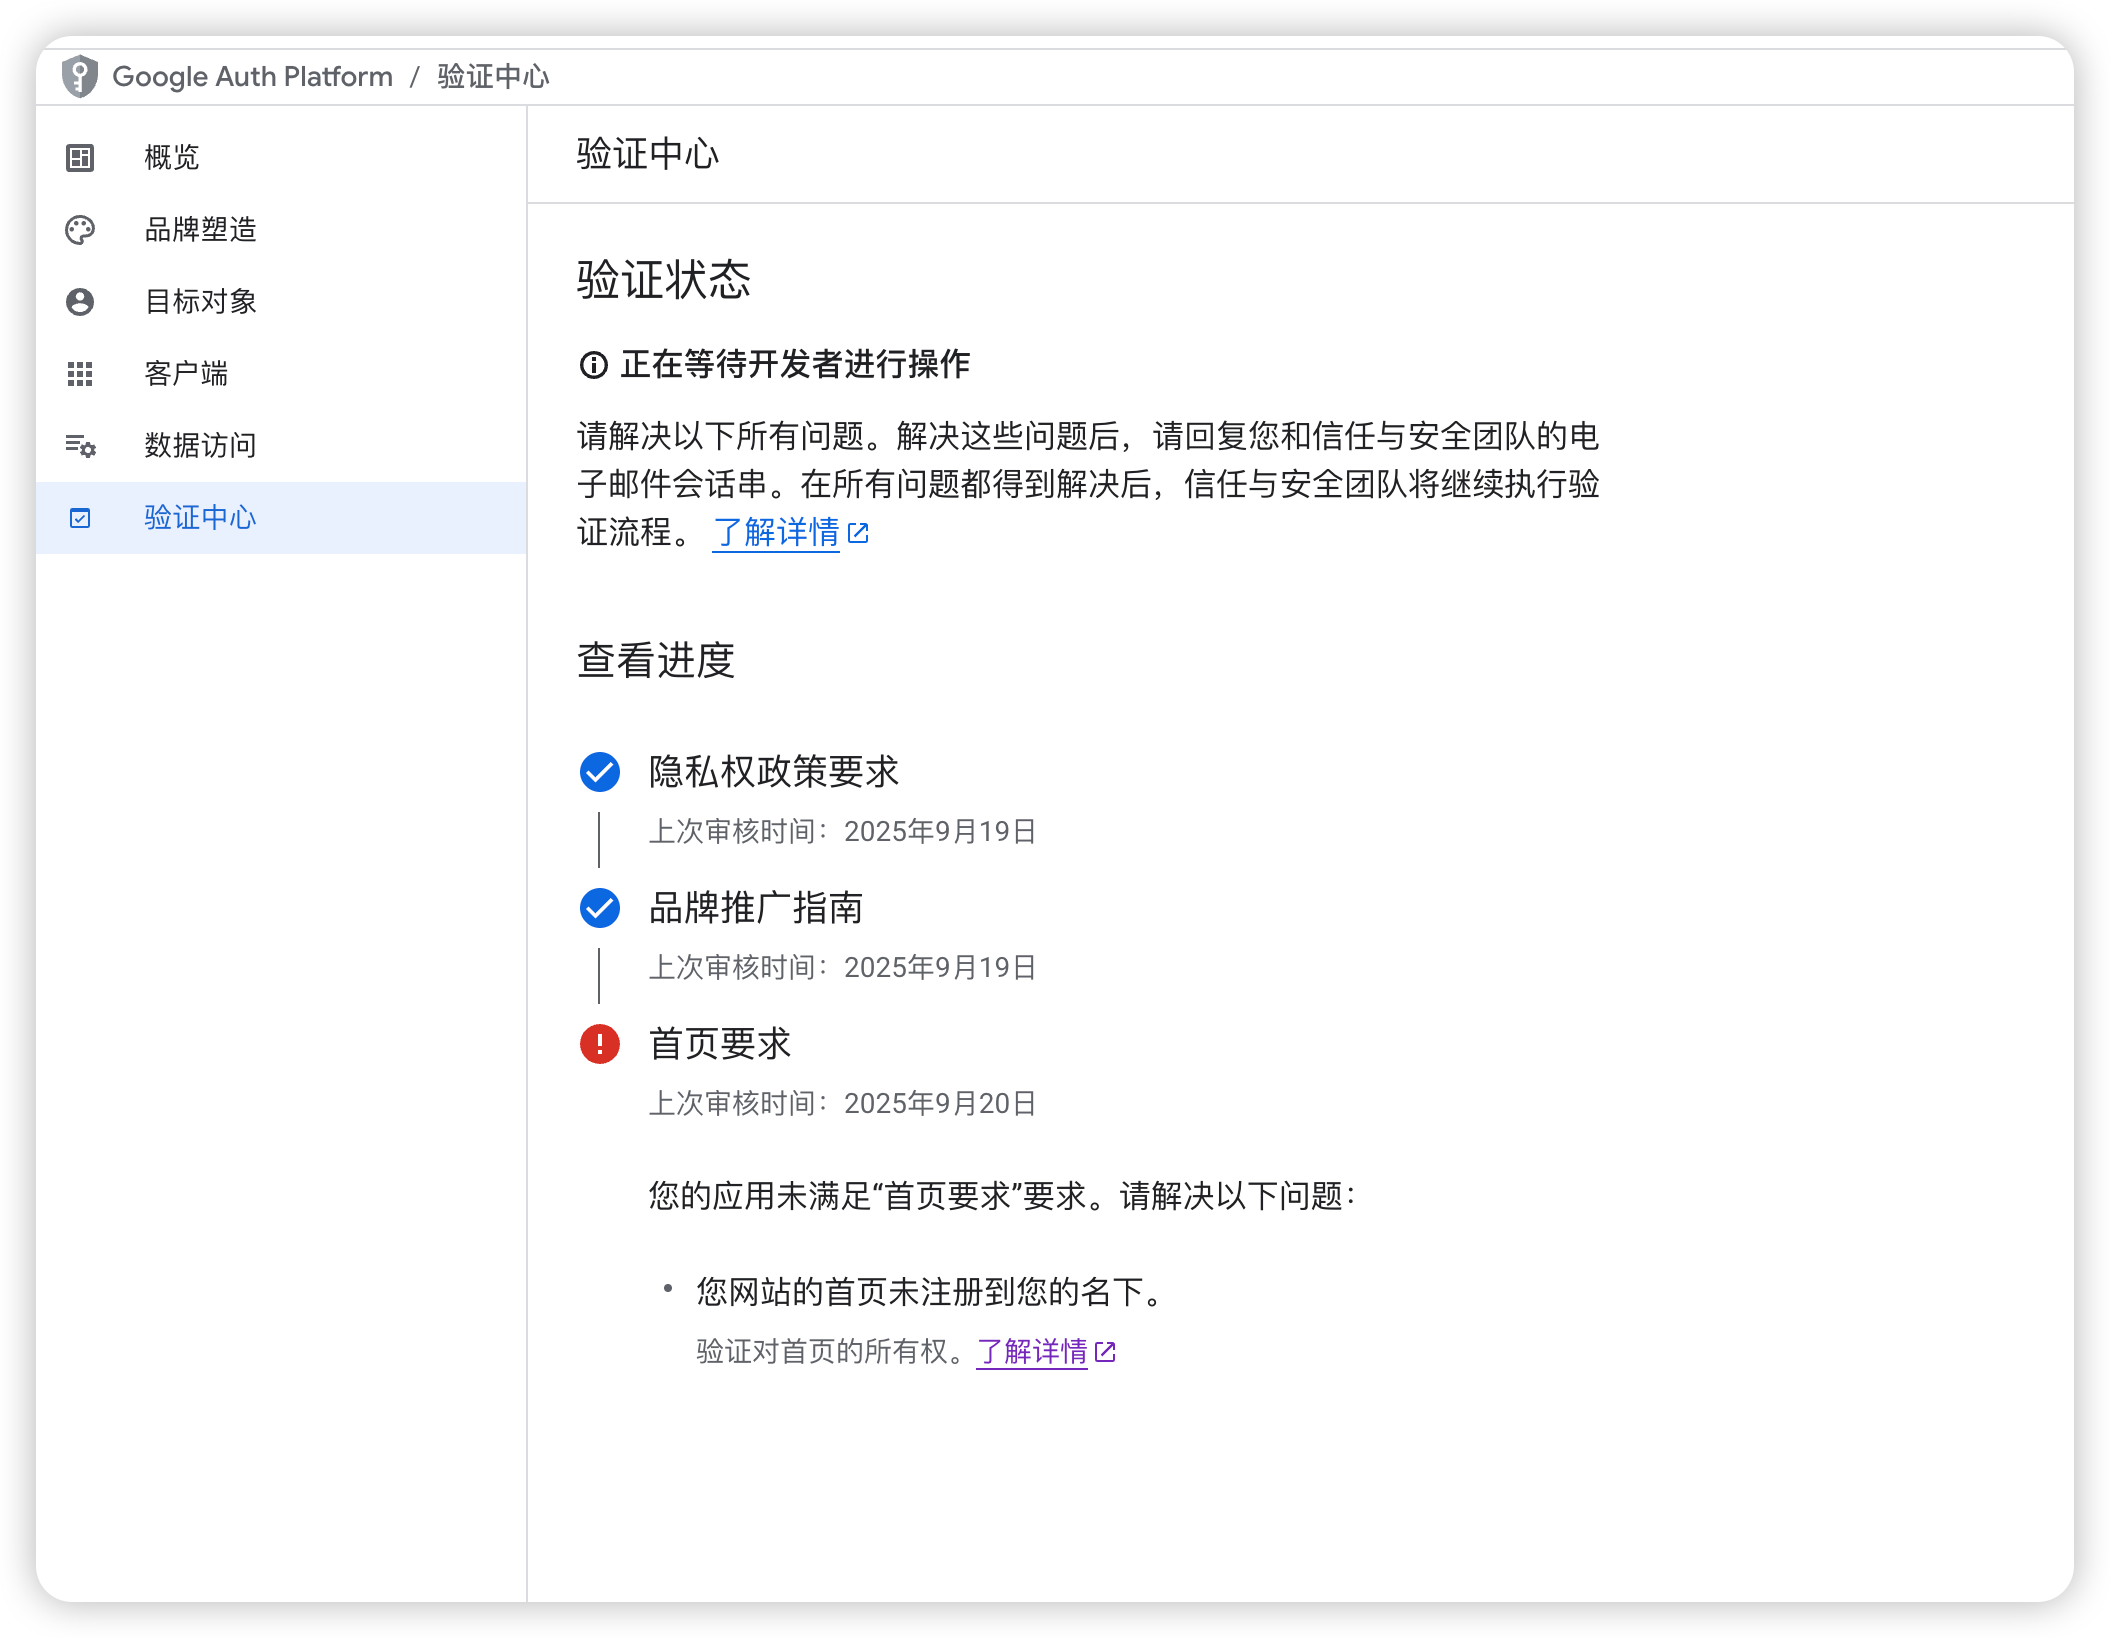 Google Auth Platform / 验证中心
概览
品牌塑造
目标对象
客户端
数据访问
验证中心
验证中心
验证状态
正在等待开发者进行操作
请解决以下所有问题。解决这些问题后，请回复您和信任与安全团队的电
子邮件会话串。在所有问题都得到解决后，信任与安全团队将继续执行验
证流程。 了解详情
查看进度
隐私权政策要求
上次审核时间：2025年9月19日
品牌推广指南
上次审核时间：2025年9月19日
首页要求
上次审核时间：2025年9月20日
您的应用未满足“首页要求”要求。请解决以下问题：
• 您网站的首页未注册到您的名下。
验证对首页的所有权。了解详情